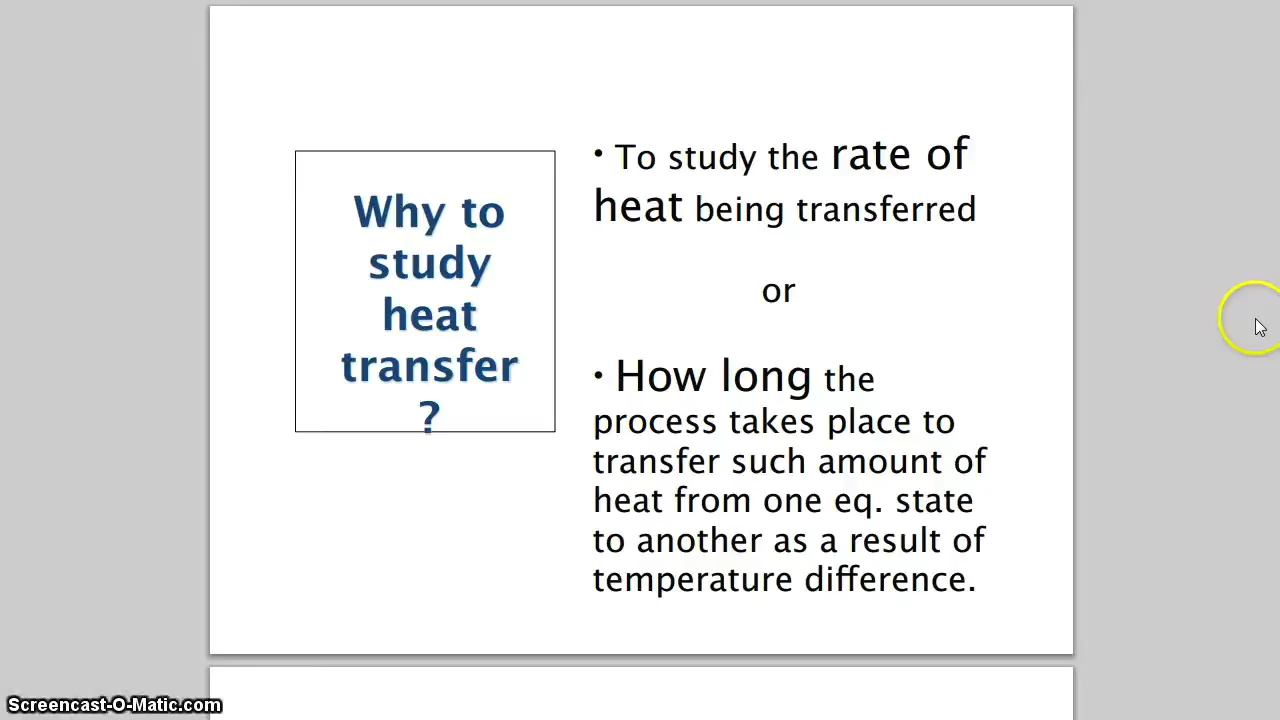 Why to
study
heat
transfer
?
• To study the rate of
heat being transferred
or
• How long the
process takes place to
transfer such amount of
heat from one eq. state
to another as a result of
temperature difference.
Screencast-O-Matic.com